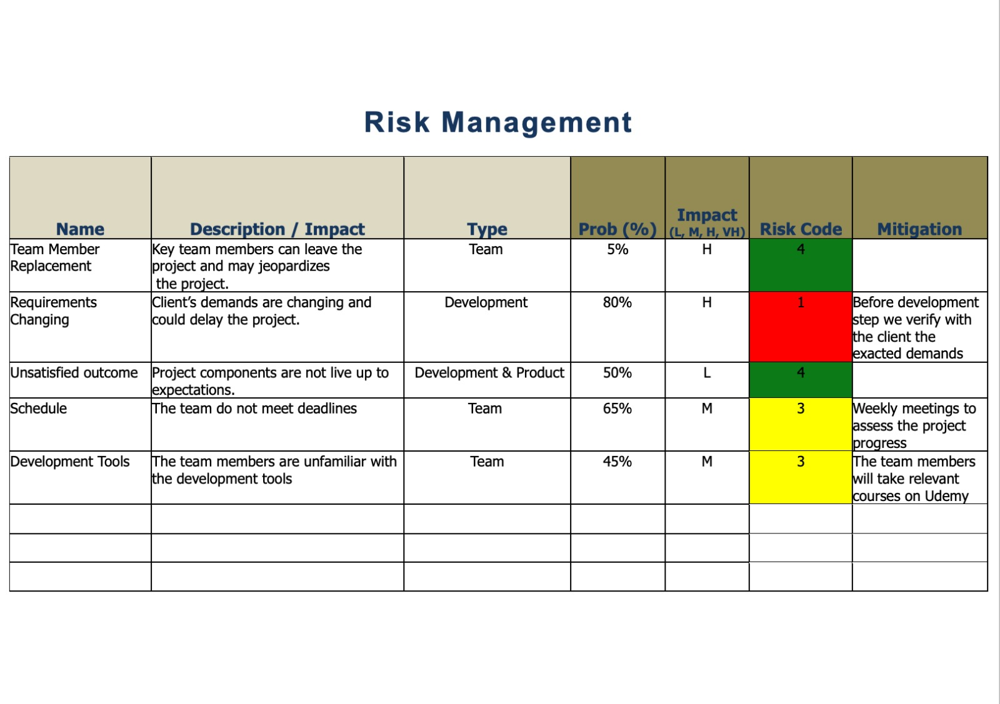 Risk Management
Name
Description / Impact
Type
Prob (%)
Impact
(L, M, H, VH)
Risk Code
Mitigation
Team Member
Replacement
Key team members can leave the
project and may jeopardizes
the project.
Team
5%
H
4
Requirements
Changing
Client’s demands are changing and
could delay the project.
Development
80%
H
1
Before development
step we verify with
the client the
exacted demands
Unsatisfied outcome
Project components are not live up to
expectations.
Development & Product
50%
L
4
Schedule
The team do not meet deadlines
Team
65%
M
3
Weekly meetings to
assess the project
progress
Development Tools
The team members are unfamiliar with
the development tools
Team
45%
M
3
The team members
will take relevant
courses on Udemy